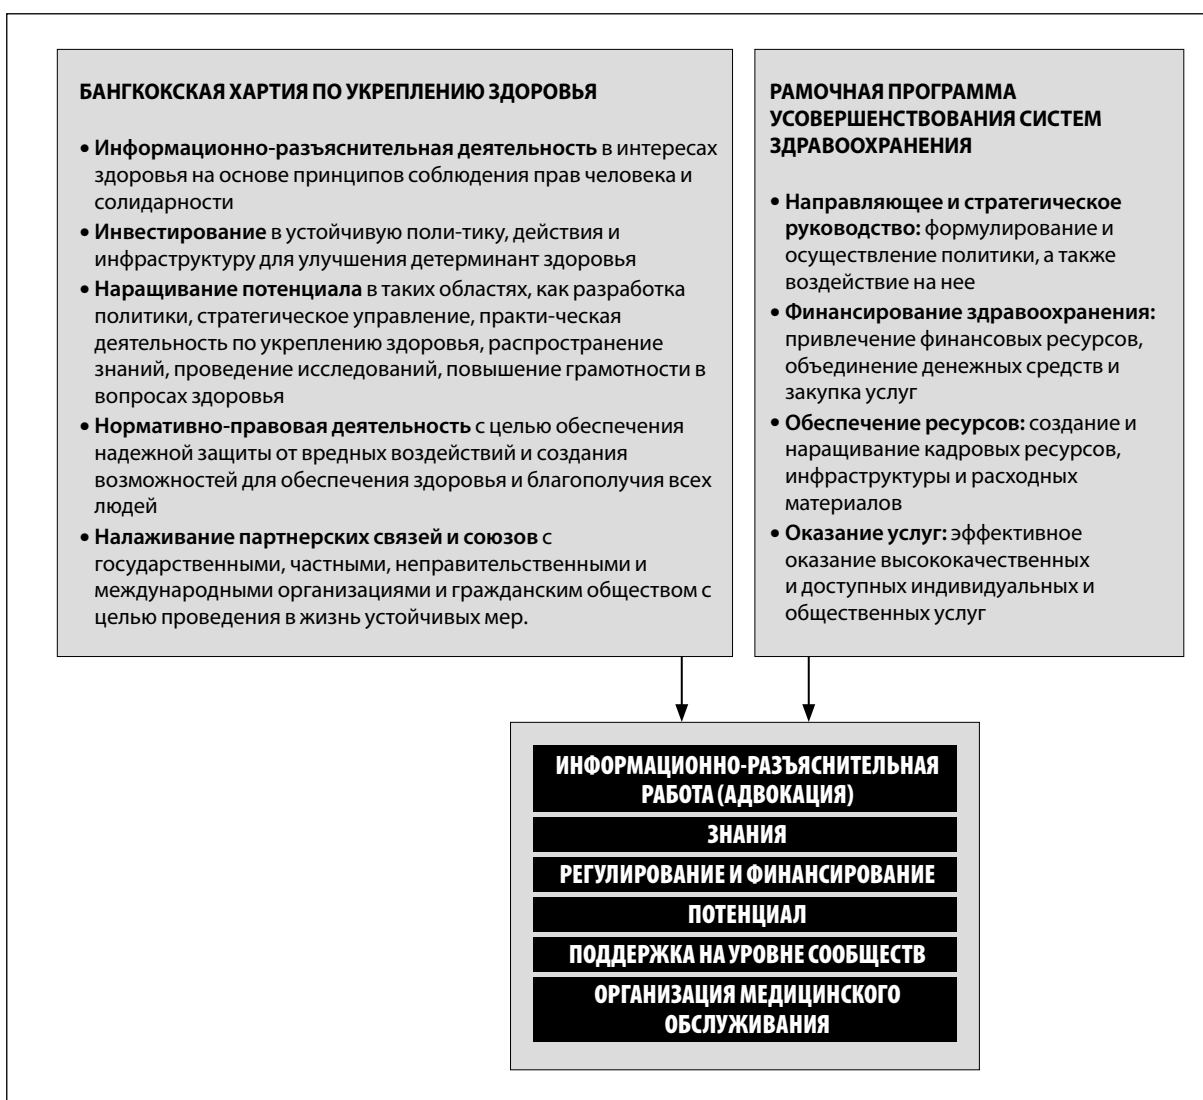 БАНГКОКСКАЯ ХАРТИЯ ПО УКРЕПЛЕНИЮ ЗДОРОВЬЯ
• Информационно-разъяснительная деятельность в интересах
здоровья на основе принципов соблюдения прав человека и
солидарности
• Инвестирование в устойчивую поли-тику, действия и
инфраструктуру для улучшения детерминант здоровья
• Наращивание потенциала в таких областях, как разработка
политики, стратегическое управление, практи-ческая
деятельность по укреплению здоровья, распространение
знаний, проведение исследований, повышение грамотности в
вопросах здоровья
• Нормативно-правовая деятельность с целью обеспечения
надежной защиты от вредных воздействий и создания
возможностей для обеспечения здоровья и благополучия всех
людей
• Налаживание партнерских связей и союзов с
государственными, частными, неправительственными и
международными организациями и гражданским обществом с
целью проведения в жизнь устойчивых мер.
РАМОЧНАЯ ПРОГРАММА
УСОВЕРШЕНСТВОВАНИЯ СИСТЕМ
ЗДРАВООХРАНЕНИЯ
• Направляющее и стратегическое
руководство: формулирование и
осуществление политики, а также
воздействие на нее
• Финансирование здравоохранения:
привлечение финансовых ресурсов,
объединение денежных средств и
закупка услуг
• Обеспечение ресурсов: создание и
наращивание кадровых ресурсов,
инфраструктуры и расходных
материалов
• Оказание услуг: эффективное
оказание высококачественных
и доступных индивидуальных и
общественных услуг
ИНФОРМАЦИОННО-РАЗЪЯСНИТЕЛЬНАЯ
РАБОТА (АДВОКАЦИЯ)
ЗНАНИЯ
РЕГУЛИРОВАНИЕ И ФИНАНСИРОВАНИЕ
ПОТЕНЦИАЛ
ПОДДЕРЖКА НА УРОВНЕ СООБЩЕСТВ
ОРГАНИЗАЦИЯ МЕДИЦИНСКОГО
ОБСЛУЖИВАНИЯ